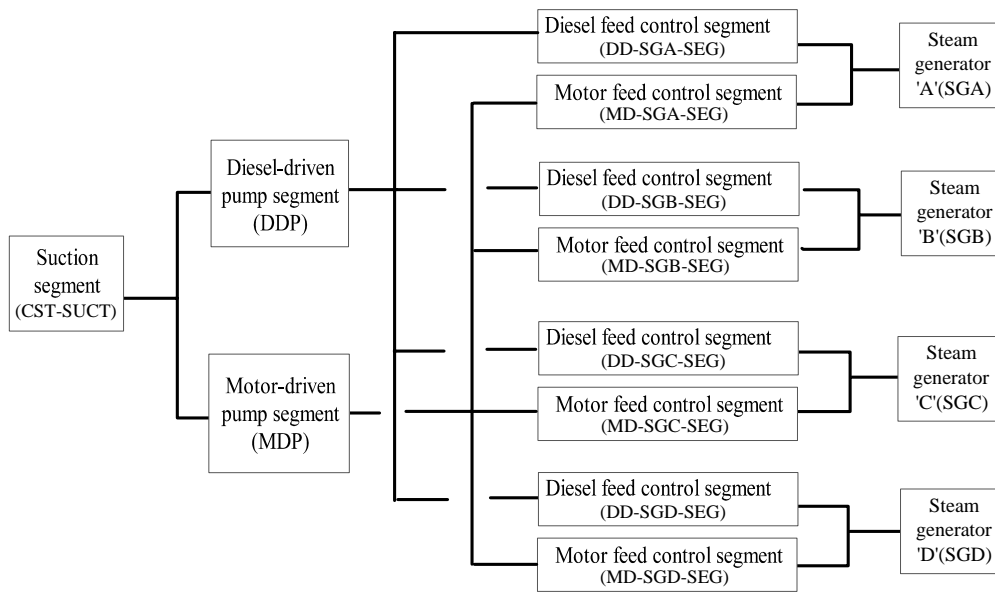 Suction
segment
(CST-SUCT)
Diesel-driven
pump segment
(DDP)
Motor-driven
pump segment
(MDP)
Diesel feed control segment
(DD-SGA-SEG)
Motor feed control segment
(MD-SGA-SEG)
Steam
generator
'A'(SGA)
Diesel feed control segment
(DD-SGB-SEG)
Motor feed control segment
(MD-SGB-SEG)
Steam
generator
'B'(SGB)
Diesel feed control segment
(DD-SGC-SEG)
Motor feed control segment
(MD-SGC-SEG)
Steam
generator
'C'(SGC)
Diesel feed control segment
(DD-SGD-SEG)
Motor feed control segment
(MD-SGD-SEG)
Steam
generator
'D'(SGD)